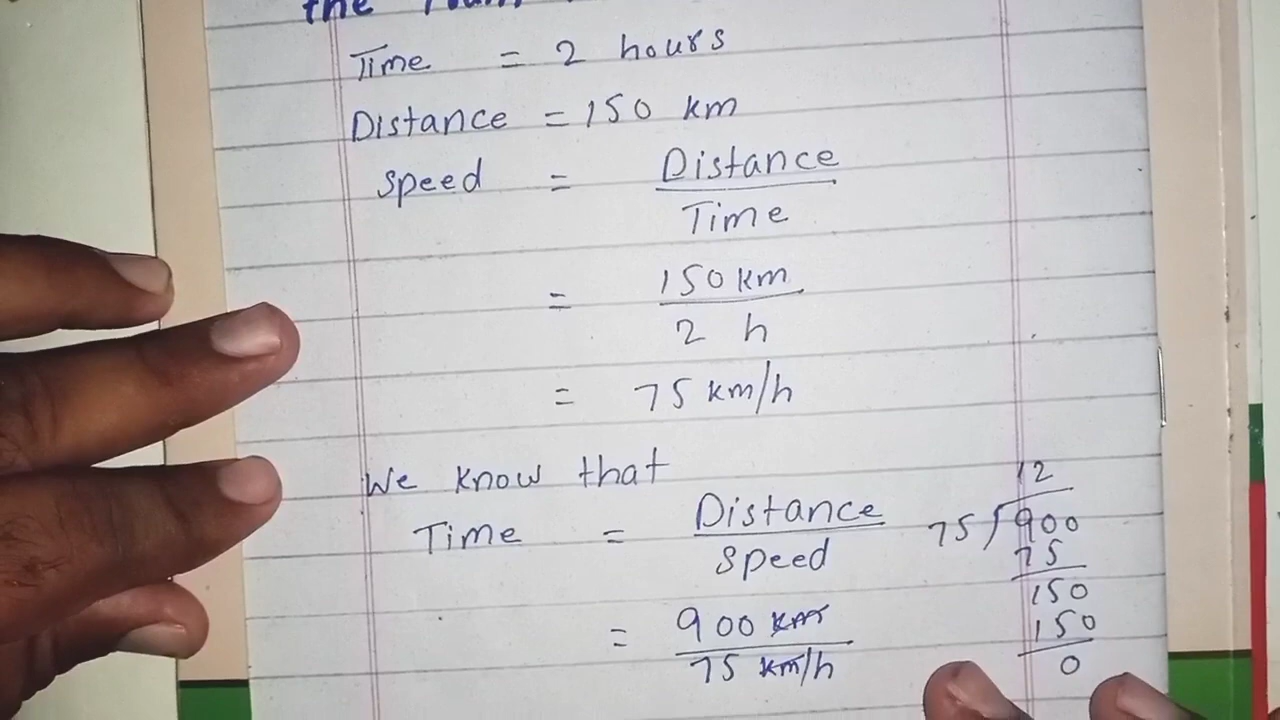 the
Time = 2 hours
Distance = 150 km
Speed = Distance
Time
= 150 km
2 h
= 75 km/h
We know that
Time = Distance
Speed
= 900 km
75 km/h
12
75 ) 900
75
150
150
0